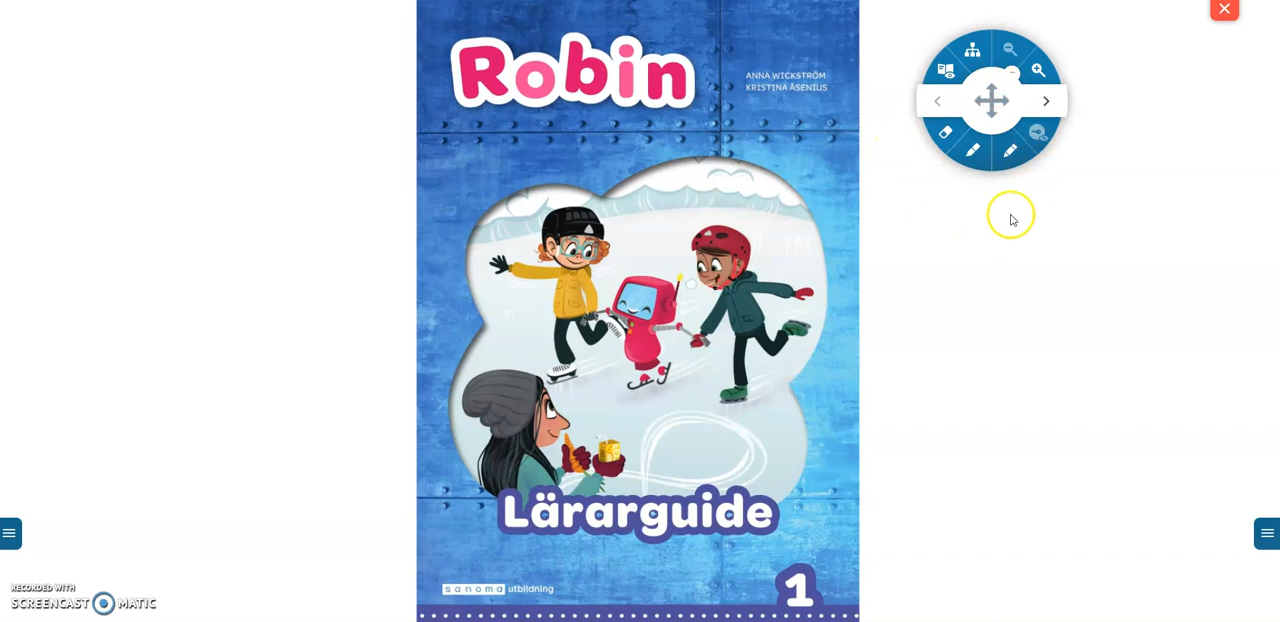 Robin
ANNA WICKSTRÖM
KRISTINA ÅSENIUS
Lärarguide
1
sanoma utbildning
RECORDED WITH
SCREENCAST MATIC